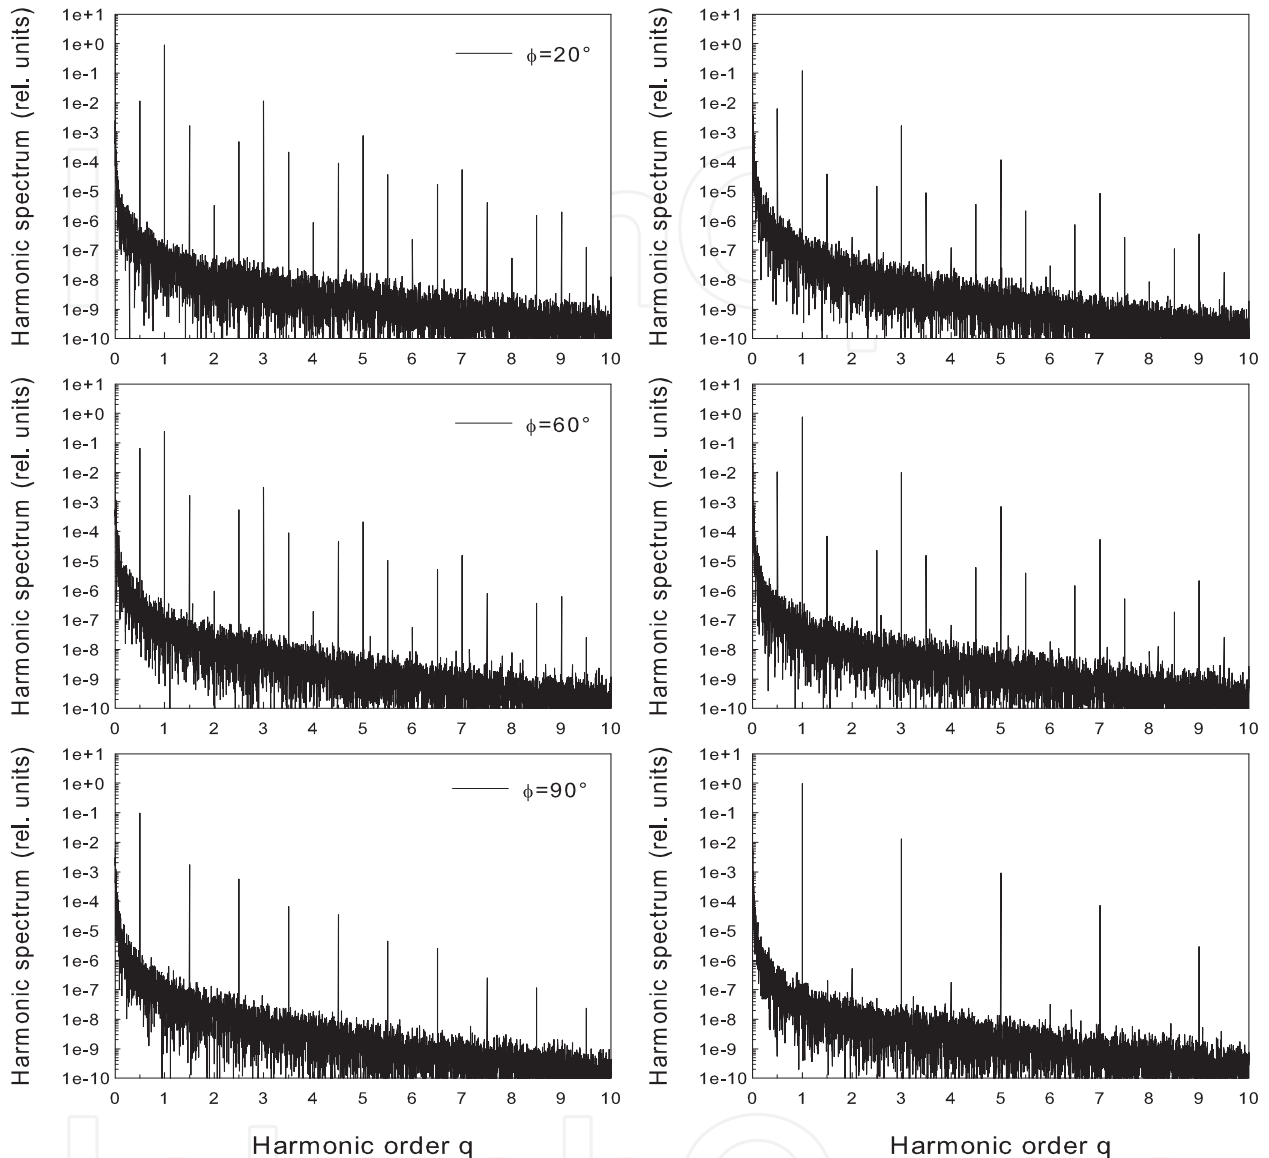 Harmonic spectrum (rel. units)
1e+1
1e+0
1e-1
1e-2
1e-3
1e-4
1e-5
1e-6
1e-7
1e-8
1e-9
1e-10
ϕ=20°
0 1 2 3 4 5 6 7 8 9 10
Harmonic spectrum (rel. units)
1e+1
1e+0
1e-1
1e-2
1e-3
1e-4
1e-5
1e-6
1e-7
1e-8
1e-9
1e-10
0 1 2 3 4 5 6 7 8 9 10
Harmonic spectrum (rel. units)
1e+1
1e+0
1e-1
1e-2
1e-3
1e-4
1e-5
1e-6
1e-7
1e-8
1e-9
1e-10
ϕ=60°
0 1 2 3 4 5 6 7 8 9 10
Harmonic spectrum (rel. units)
1e+1
1e+0
1e-1
1e-2
1e-3
1e-4
1e-5
1e-6
1e-7
1e-8
1e-9
1e-10
0 1 2 3 4 5 6 7 8 9 10
Harmonic spectrum (rel. units)
1e+1
1e+0
1e-1
1e-2
1e-3
1e-4
1e-5
1e-6
1e-7
1e-8
1e-9
1e-10
ϕ=90°
0 1 2 3 4 5 6 7 8 9 10
Harmonic order q
Harmonic spectrum (rel. units)
1e+1
1e+0
1e-1
1e-2
1e-3
1e-4
1e-5
1e-6
1e-7
1e-8
1e-9
1e-10
0 1 2 3 4 5 6 7 8 9 10
Harmonic order q